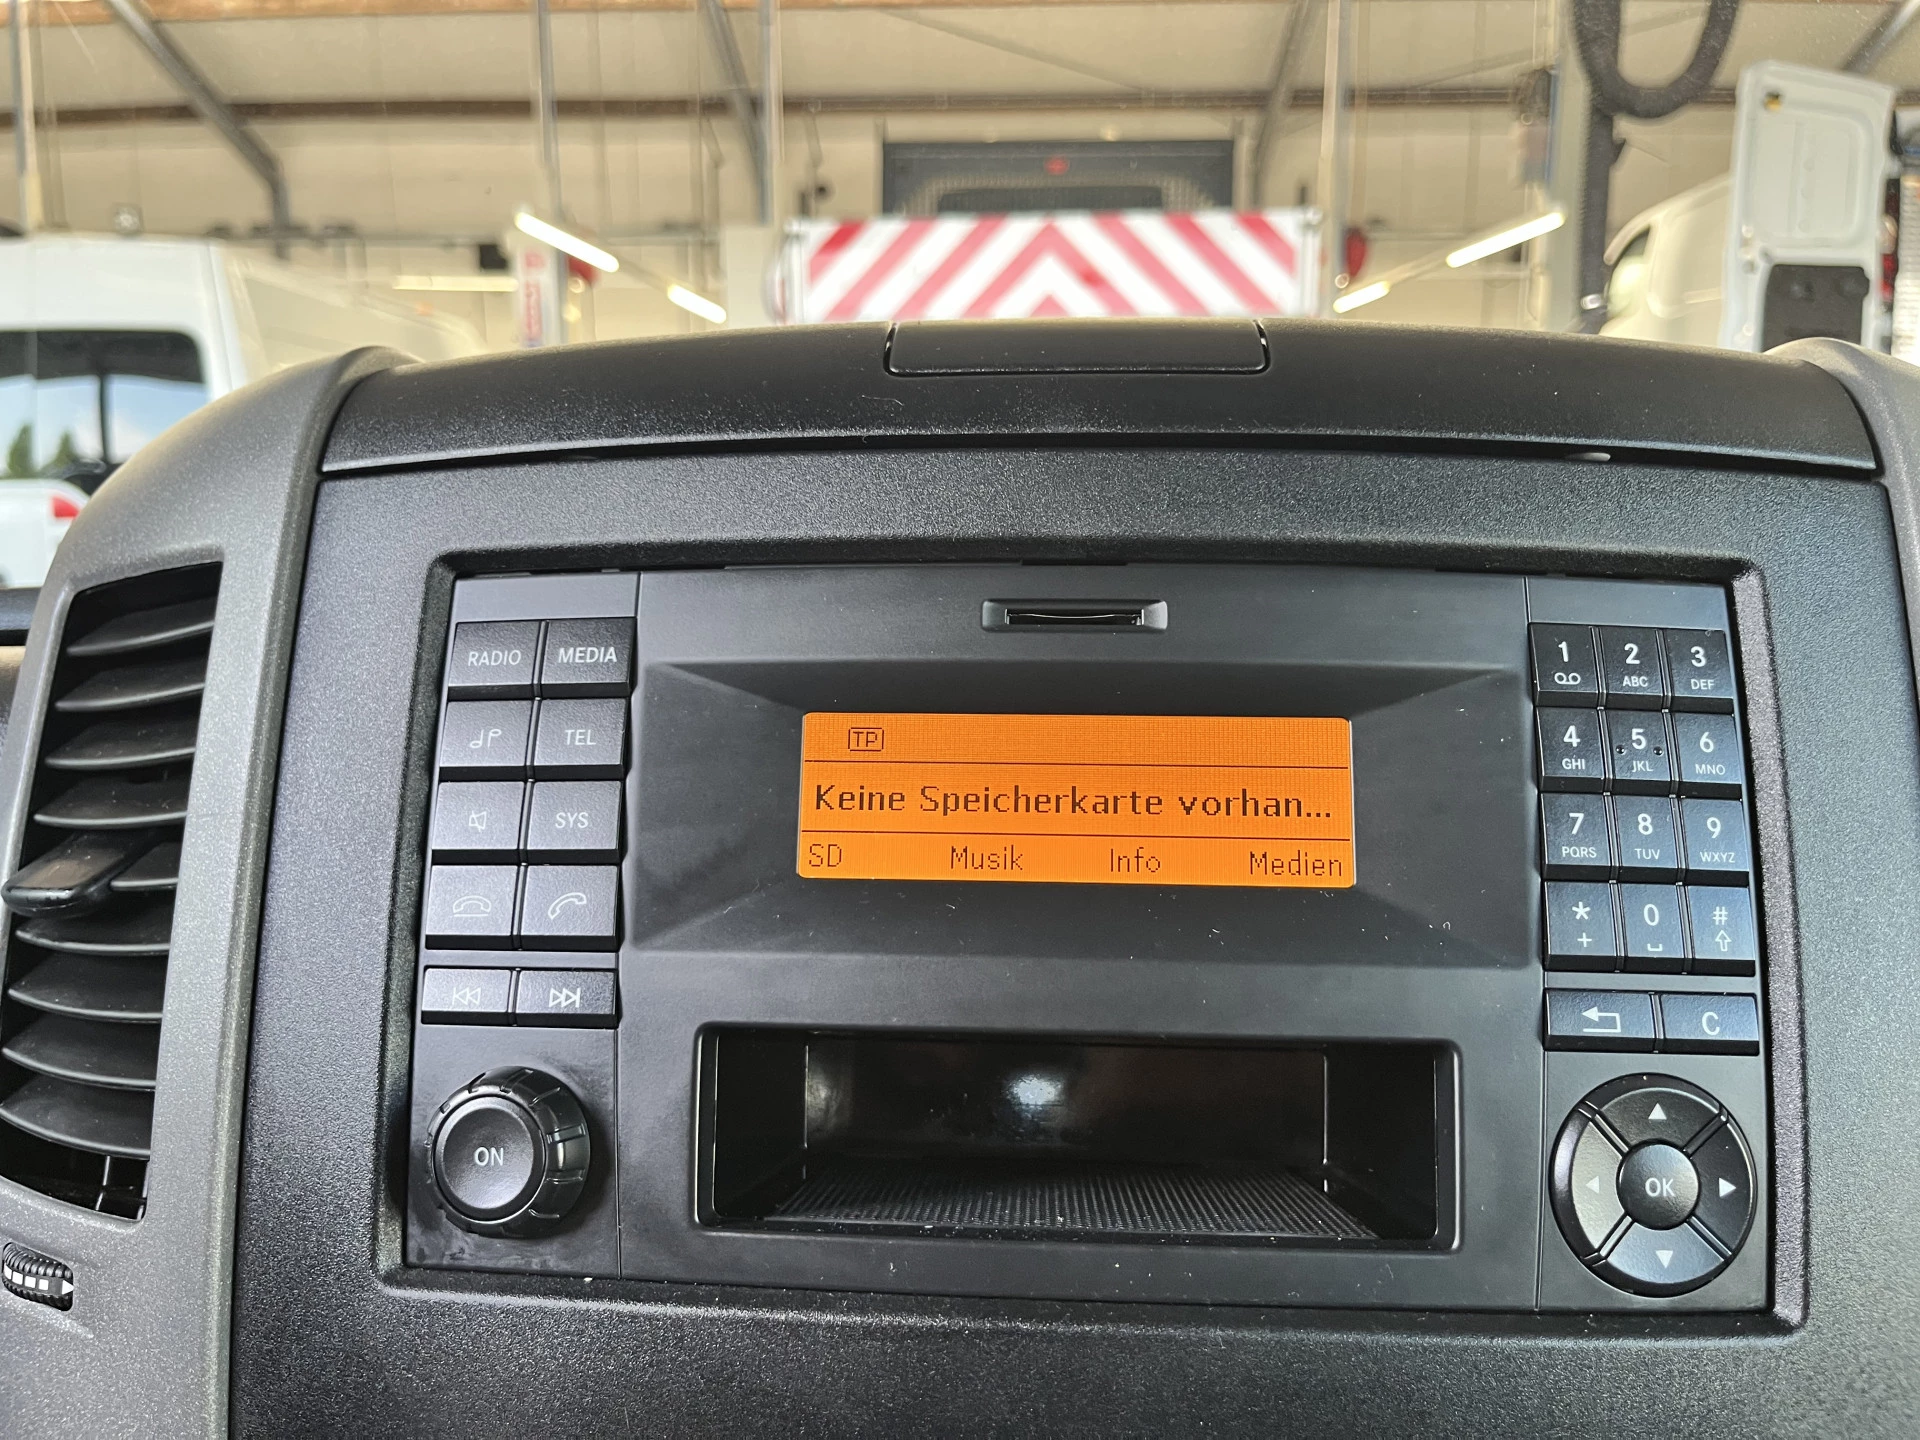 RADIO MEDIA
TEL
SYS
ON
TP
Keine Speicherkarte vorhan...
SD Musik Info Medien
1 2 3
ABC DEF
4 5 6
GHI JKL MNO
7 8 9
PQRS TUV WXYZ
* 0 #
+
C
OK